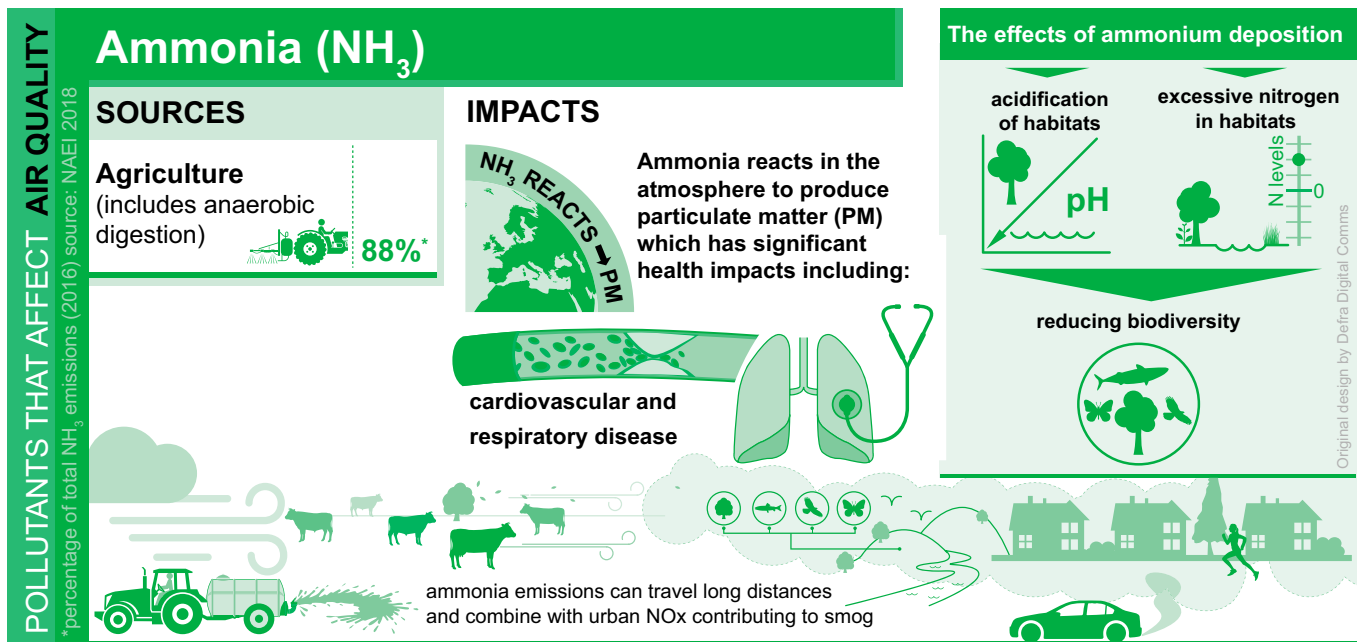 POLLUTANTS THAT AFFECT AIR QUALITY
*percentage of total NH₃ emissions (2016) source: NAEI 2018
Ammonia (NH₃)
SOURCES
Agriculture
(includes anaerobic
digestion)
88%*
IMPACTS
NH₃ REACTS → PM
Ammonia reacts in the
atmosphere to produce
particulate matter (PM)
which has significant
health impacts including:
cardiovascular and
respiratory disease
ammonia emissions can travel long distances
and combine with urban NOx contributing to smog
The effects of ammonium deposition
acidification
of habitats
pH
excessive nitrogen
in habitats
N levels
0
reducing biodiversity
Original design by Defra Digital Comms